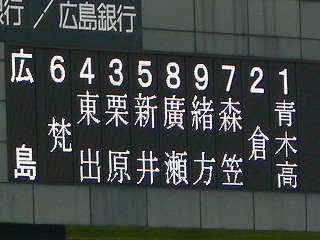 銀行／広島銀行
広島
6 梵
4 東出
3 栗原
5 新井
8 廣瀬
9 緒方
7 森笠
2 倉
1 青木高